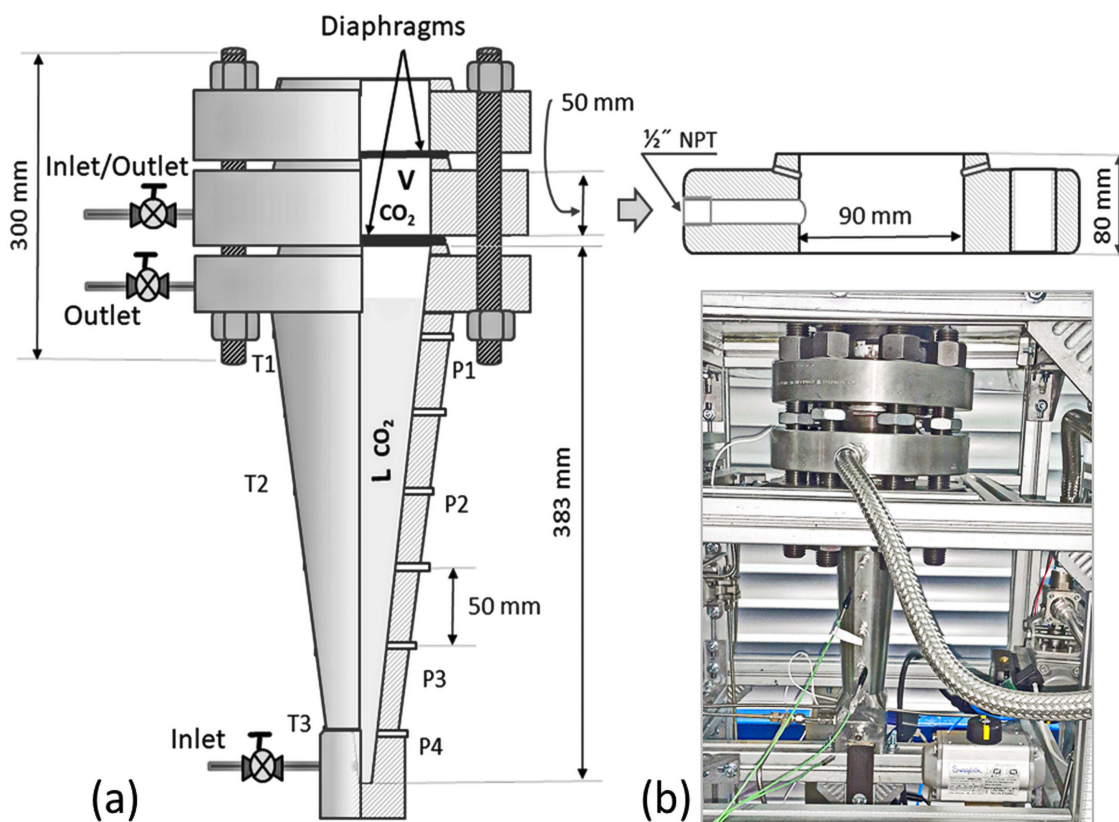 Diaphragms
50 mm
½″ NPT
Inlet/Outlet
V
CO₂
300 mm
90 mm
80 mm
Outlet
T1
P1
L CO₂
T2
P2
383 mm
50 mm
P3
T3
Inlet
P4
(a)
(b)
Swagelok